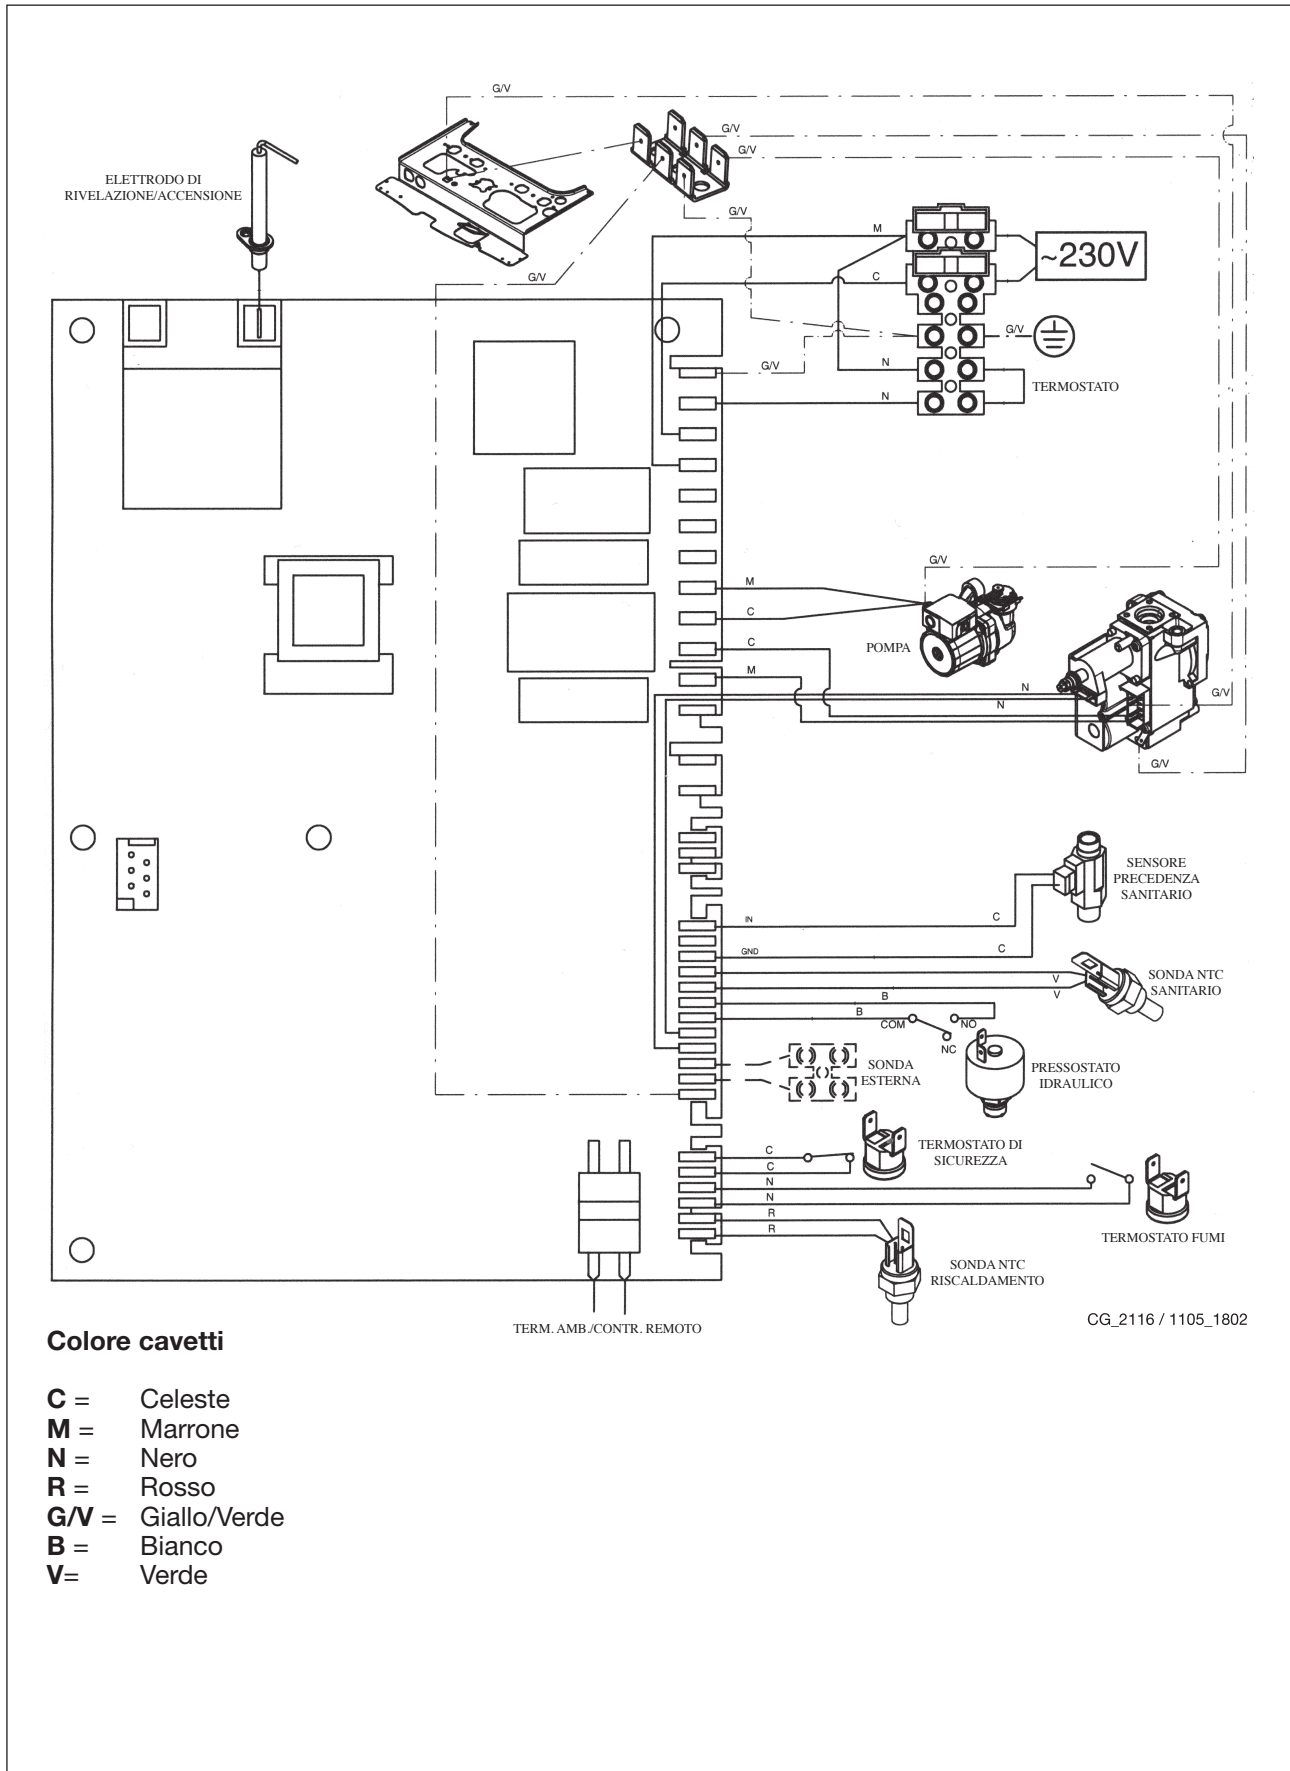 G/V
G/V
G/V
ELETTRODO DI
RIVELAZIONE/ACCENSIONE
G/V
M
~230V
G/V
C
G/V
G/V
N
TERMOSTATO
N
G/V
M
C
POMPA
C
M
N
G/V
N
G/V
SENSORE
PRECEDENZA
SANITARIO
IN
C
GND
C
V
SONDA NTC
SANITARIO
V
B
B
COM
NO
NC
SONDA
ESTERNA
PRESSOSTATO
IDRAULICO
TERMOSTATO DI
SICUREZZA
C
C
N
N
R
R
TERMOSTATO FUMI
SONDA NTC
RISCALDAMENTO
TERM. AMB./CONTR. REMOTO
CG_2116 / 1105_1802
Colore cavetti
C = Celeste
M = Marrone
N = Nero
R = Rosso
G/V = Giallo/Verde
B = Bianco
V= Verde